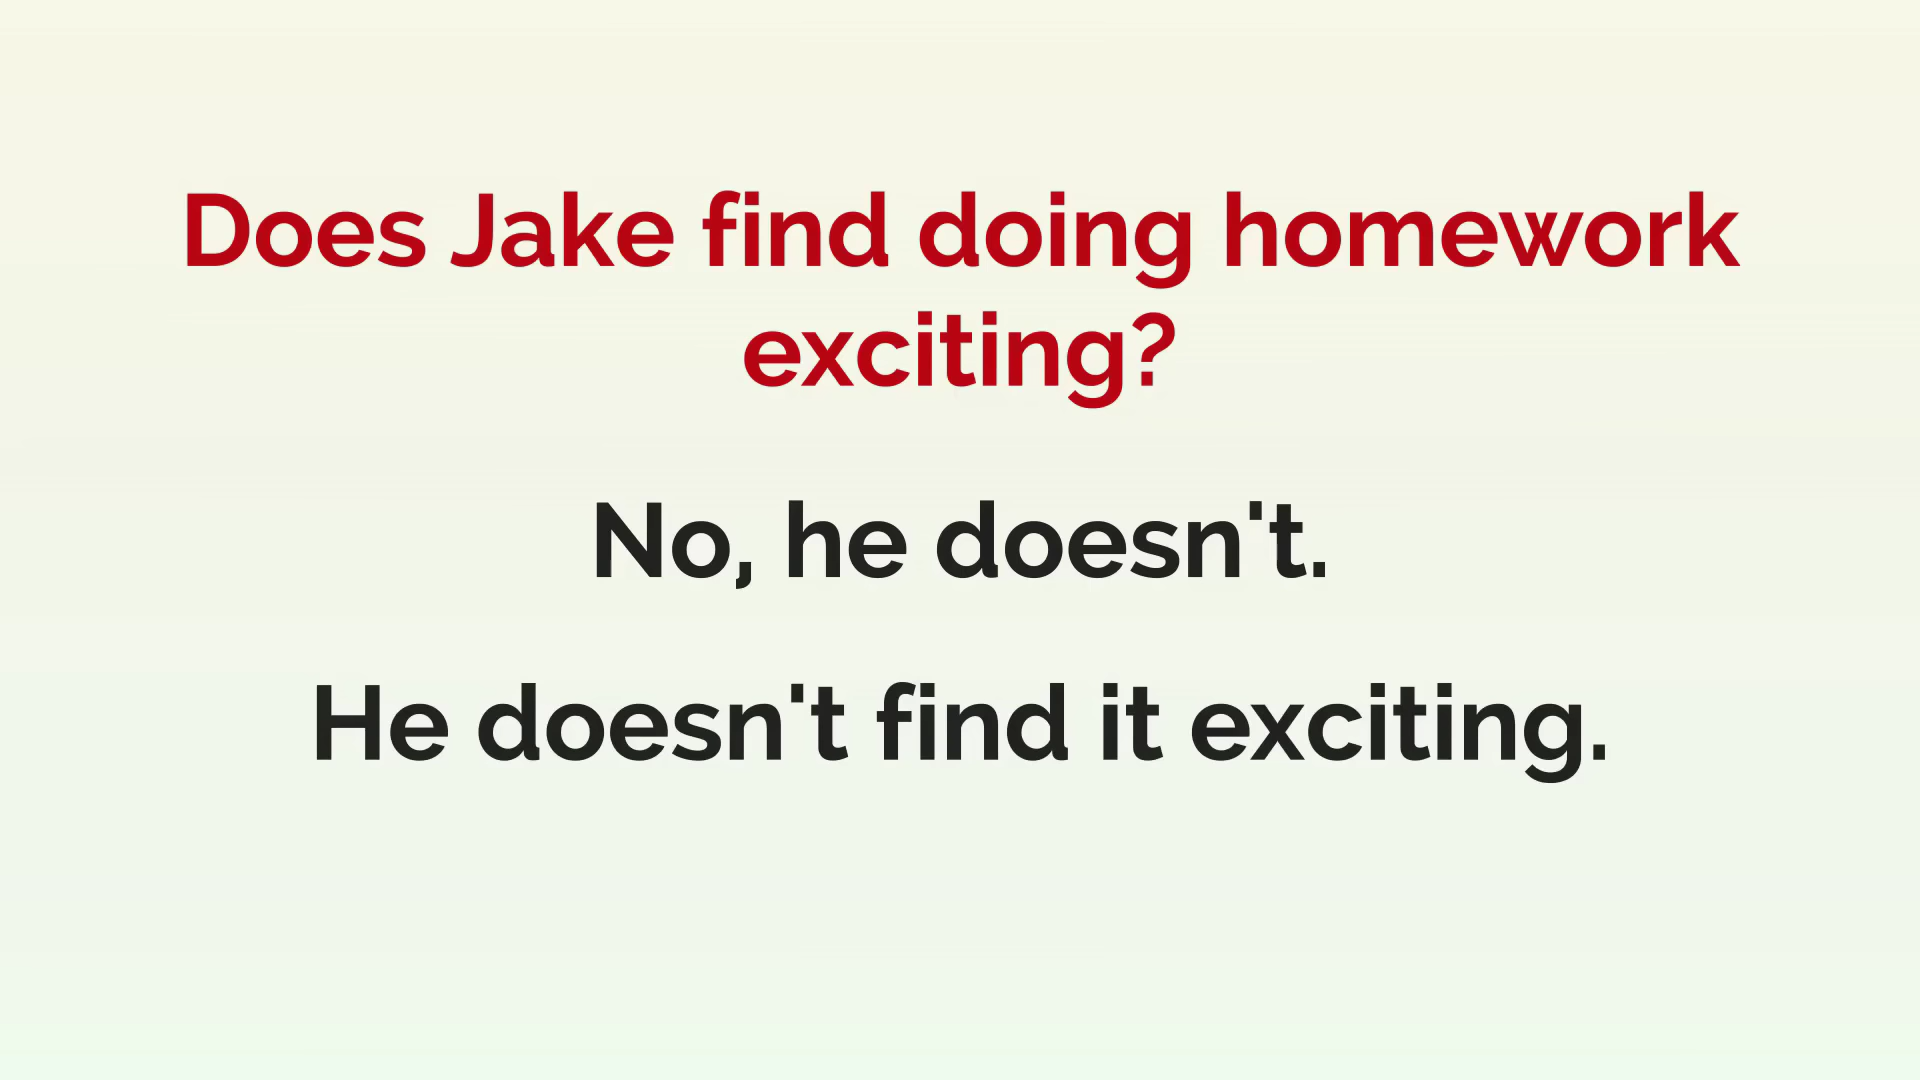 Does Jake find doing homework
exciting?
No, he doesn't.
He doesn't find it exciting.